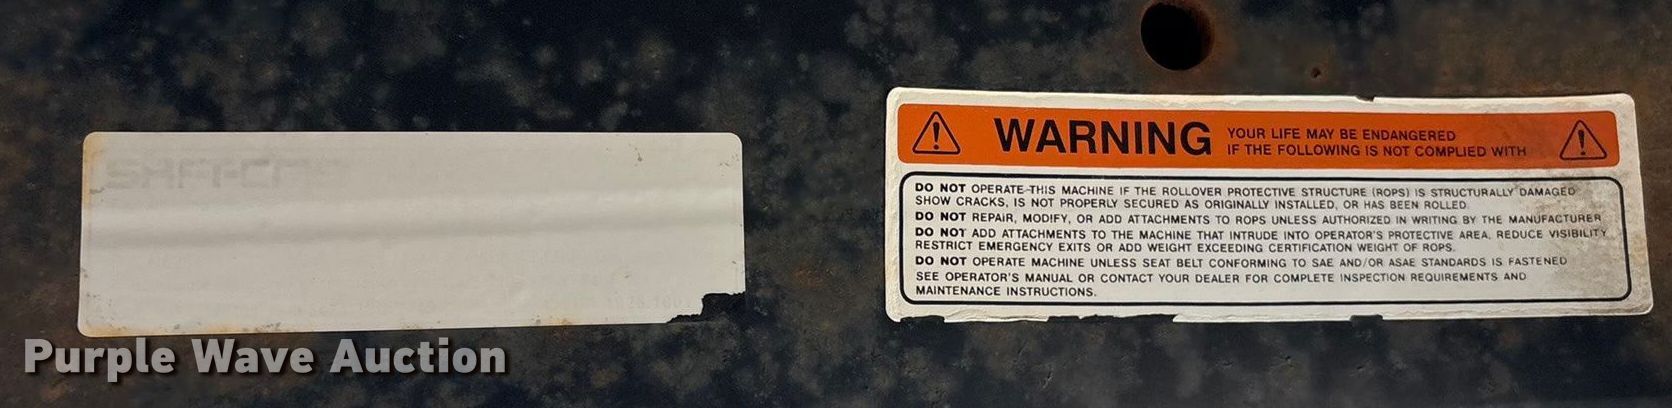 WARNING
YOUR LIFE MAY BE ENDANGERED
IF THE FOLLOWING IS NOT COMPLIED WITH
DO NOT OPERATE THIS MACHINE IF THE ROLLOVER PROTECTIVE STRUCTURE (ROPS) IS STRUCTURALLY DAMAGED
SHOW CRACKS, IS NOT PROPERLY SECURED AS ORIGINALLY INSTALLED, OR HAS BEEN ROLLED.
DO NOT REPAIR, MODIFY, OR ADD ATTACHMENTS TO ROPS UNLESS AUTHORIZED IN WRITING BY THE MANUFACTURER
DO NOT ADD ATTACHMENTS TO THE MACHINE THAT INTRUDE INTO OPERATOR'S PROTECTIVE AREA, REDUCE VISIBILITY,
RESTRICT EMERGENCY EXITS OR ADD WEIGHT EXCEEDING CERTIFICATION WEIGHT OF ROPS.
DO NOT OPERATE MACHINE UNLESS SEAT BELT CONFORMING TO SAE AND/OR ASAE STANDARDS IS FASTENED
SEE OPERATOR'S MANUAL OR CONTACT YOUR DEALER FOR COMPLETE INSPECTION REQUIREMENTS AND
MAINTENANCE INSTRUCTIONS.
Purple Wave Auction